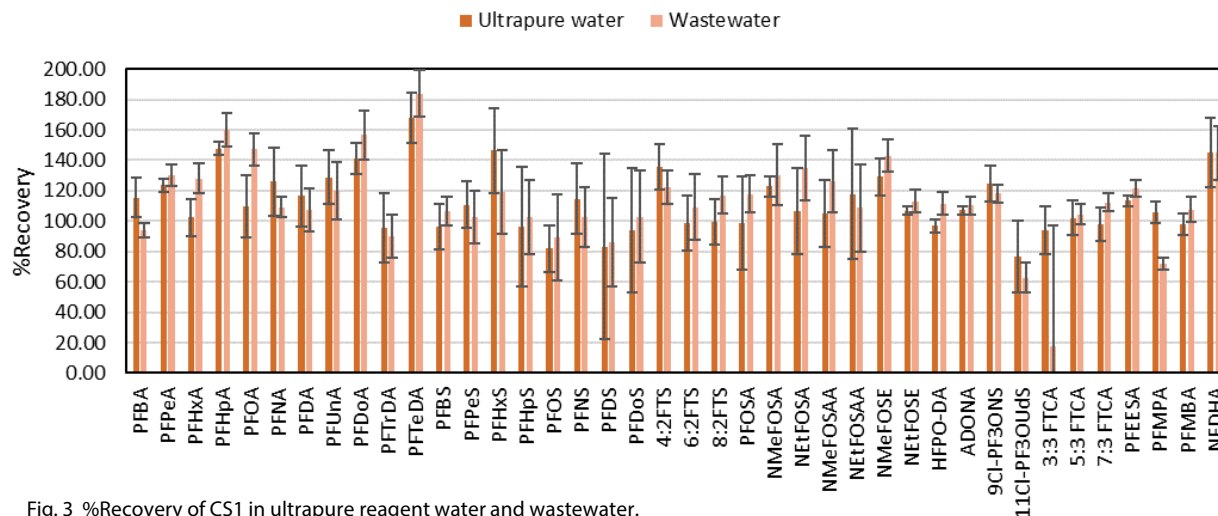 Ultrapure water Wastewater
%Recovery
200.00
180.00
160.00
140.00
120.00
100.00
80.00
60.00
40.00
20.00
0.00
PFBA
PFPeA
PFHxA
PFHpA
PFOA
PFNA
PFDA
PFUnA
PFDoA
PFTrDA
PFTeDA
PFBS
PFPeS
PFHxS
PFHpS
PFOS
PFNS
PFDS
PFDoS
4:2FTS
6:2FTS
8:2FTS
PFOSA
NMeFOSA
NEtFOSA
NMeFOSAA
NEtFOSAA
NMeFOSE
NEtFOSE
HFPO-DA
ADONA
9Cl-PF3ONS
11Cl-PF3OUdS
3:3 FTCA
5:3 FTCA
7:3 FTCA
PFEESA
PFMPA
PFMBA
NFDHA
Fig. 3 %Recovery of CS1 in ultrapure reagent water and wastewater.